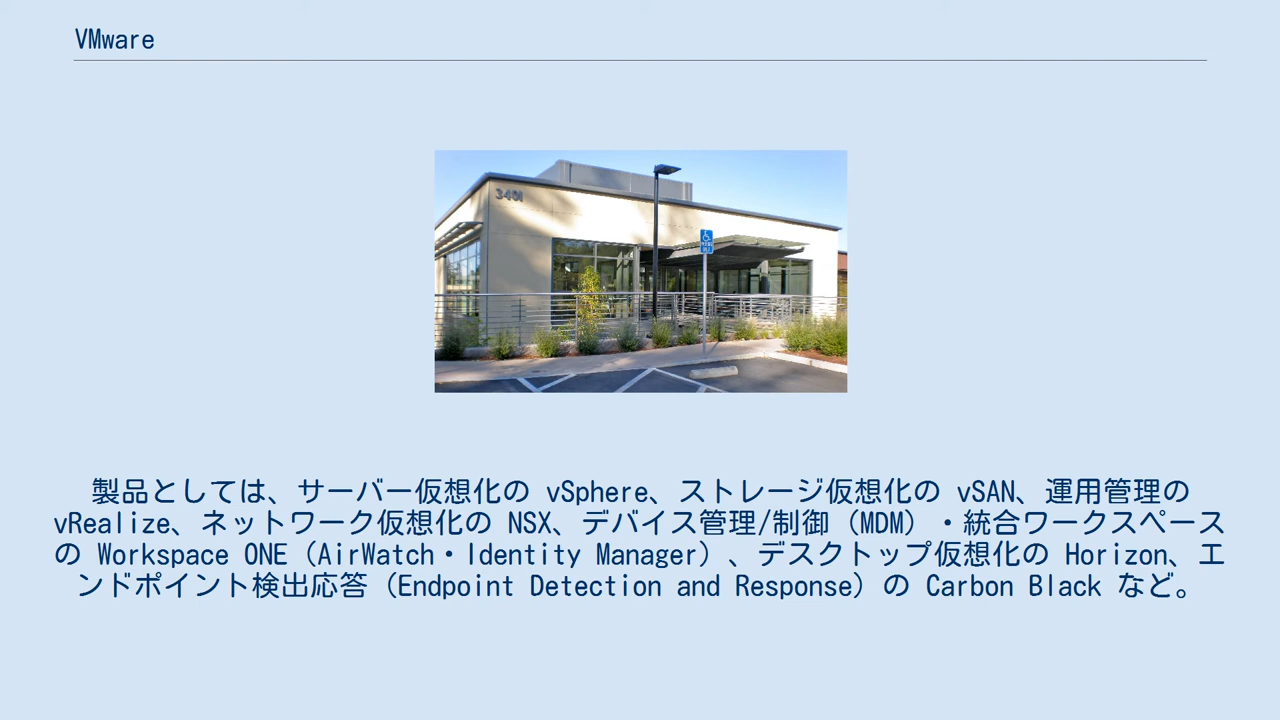 VMware
3401
製品としては、サーバー仮想化の vSphere、ストレージ仮想化の vSAN、運用管理の
vRealize、ネットワーク仮想化の NSX、デバイス管理/制御（MDM）・統合ワークスペース
の Workspace ONE（AirWatch・Identity Manager）、デスクトップ仮想化の Horizon、エ
ンドポイント検出応答（Endpoint Detection and Response）の Carbon Black など。